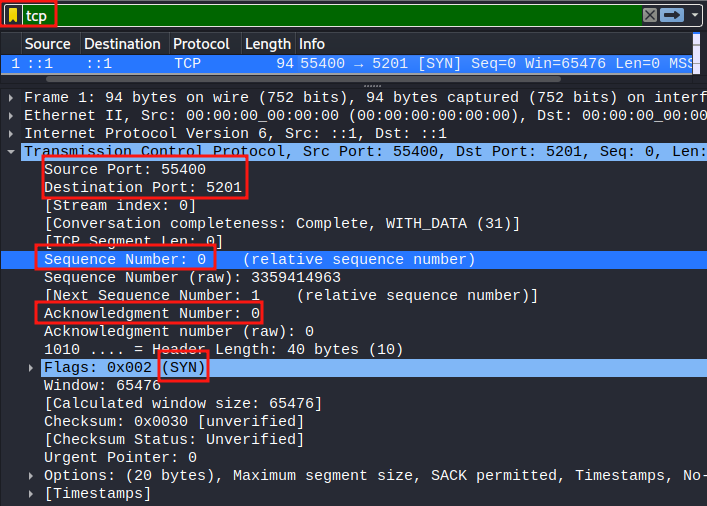 tcp
Source Destination Protocol Length Info
1 ::1 ::1 TCP 94 55400 → 5201 [SYN] Seq=0 Win=65476 Len=0 MSS
Frame 1: 94 bytes on wire (752 bits), 94 bytes captured (752 bits) on interf
Ethernet II, Src: 00:00:00_00:00:00 (00:00:00:00:00:00), Dst: 00:00:00_00:00
Internet Protocol Version 6, Src: ::1, Dst: ::1
Transmission Control Protocol, Src Port: 55400, Dst Port: 5201, Seq: 0, Len:
Source Port: 55400
Destination Port: 5201
[Stream index: 0]
[Conversation completeness: Complete, WITH_DATA (31)]
[TCP Segment Len: 0]
Sequence Number: 0 (relative sequence number)
Sequence Number (raw): 3359414963
[Next Sequence Number: 1 (relative sequence number)]
Acknowledgment Number: 0
Acknowledgment number (raw): 0
1010 .... = Header Length: 40 bytes (10)
Flags: 0x002 (SYN)
Window: 65476
[Calculated window size: 65476]
Checksum: 0x0030 [unverified]
[Checksum Status: Unverified]
Urgent Pointer: 0
Options: (20 bytes), Maximum segment size, SACK permitted, Timestamps, No-
[Timestamps]